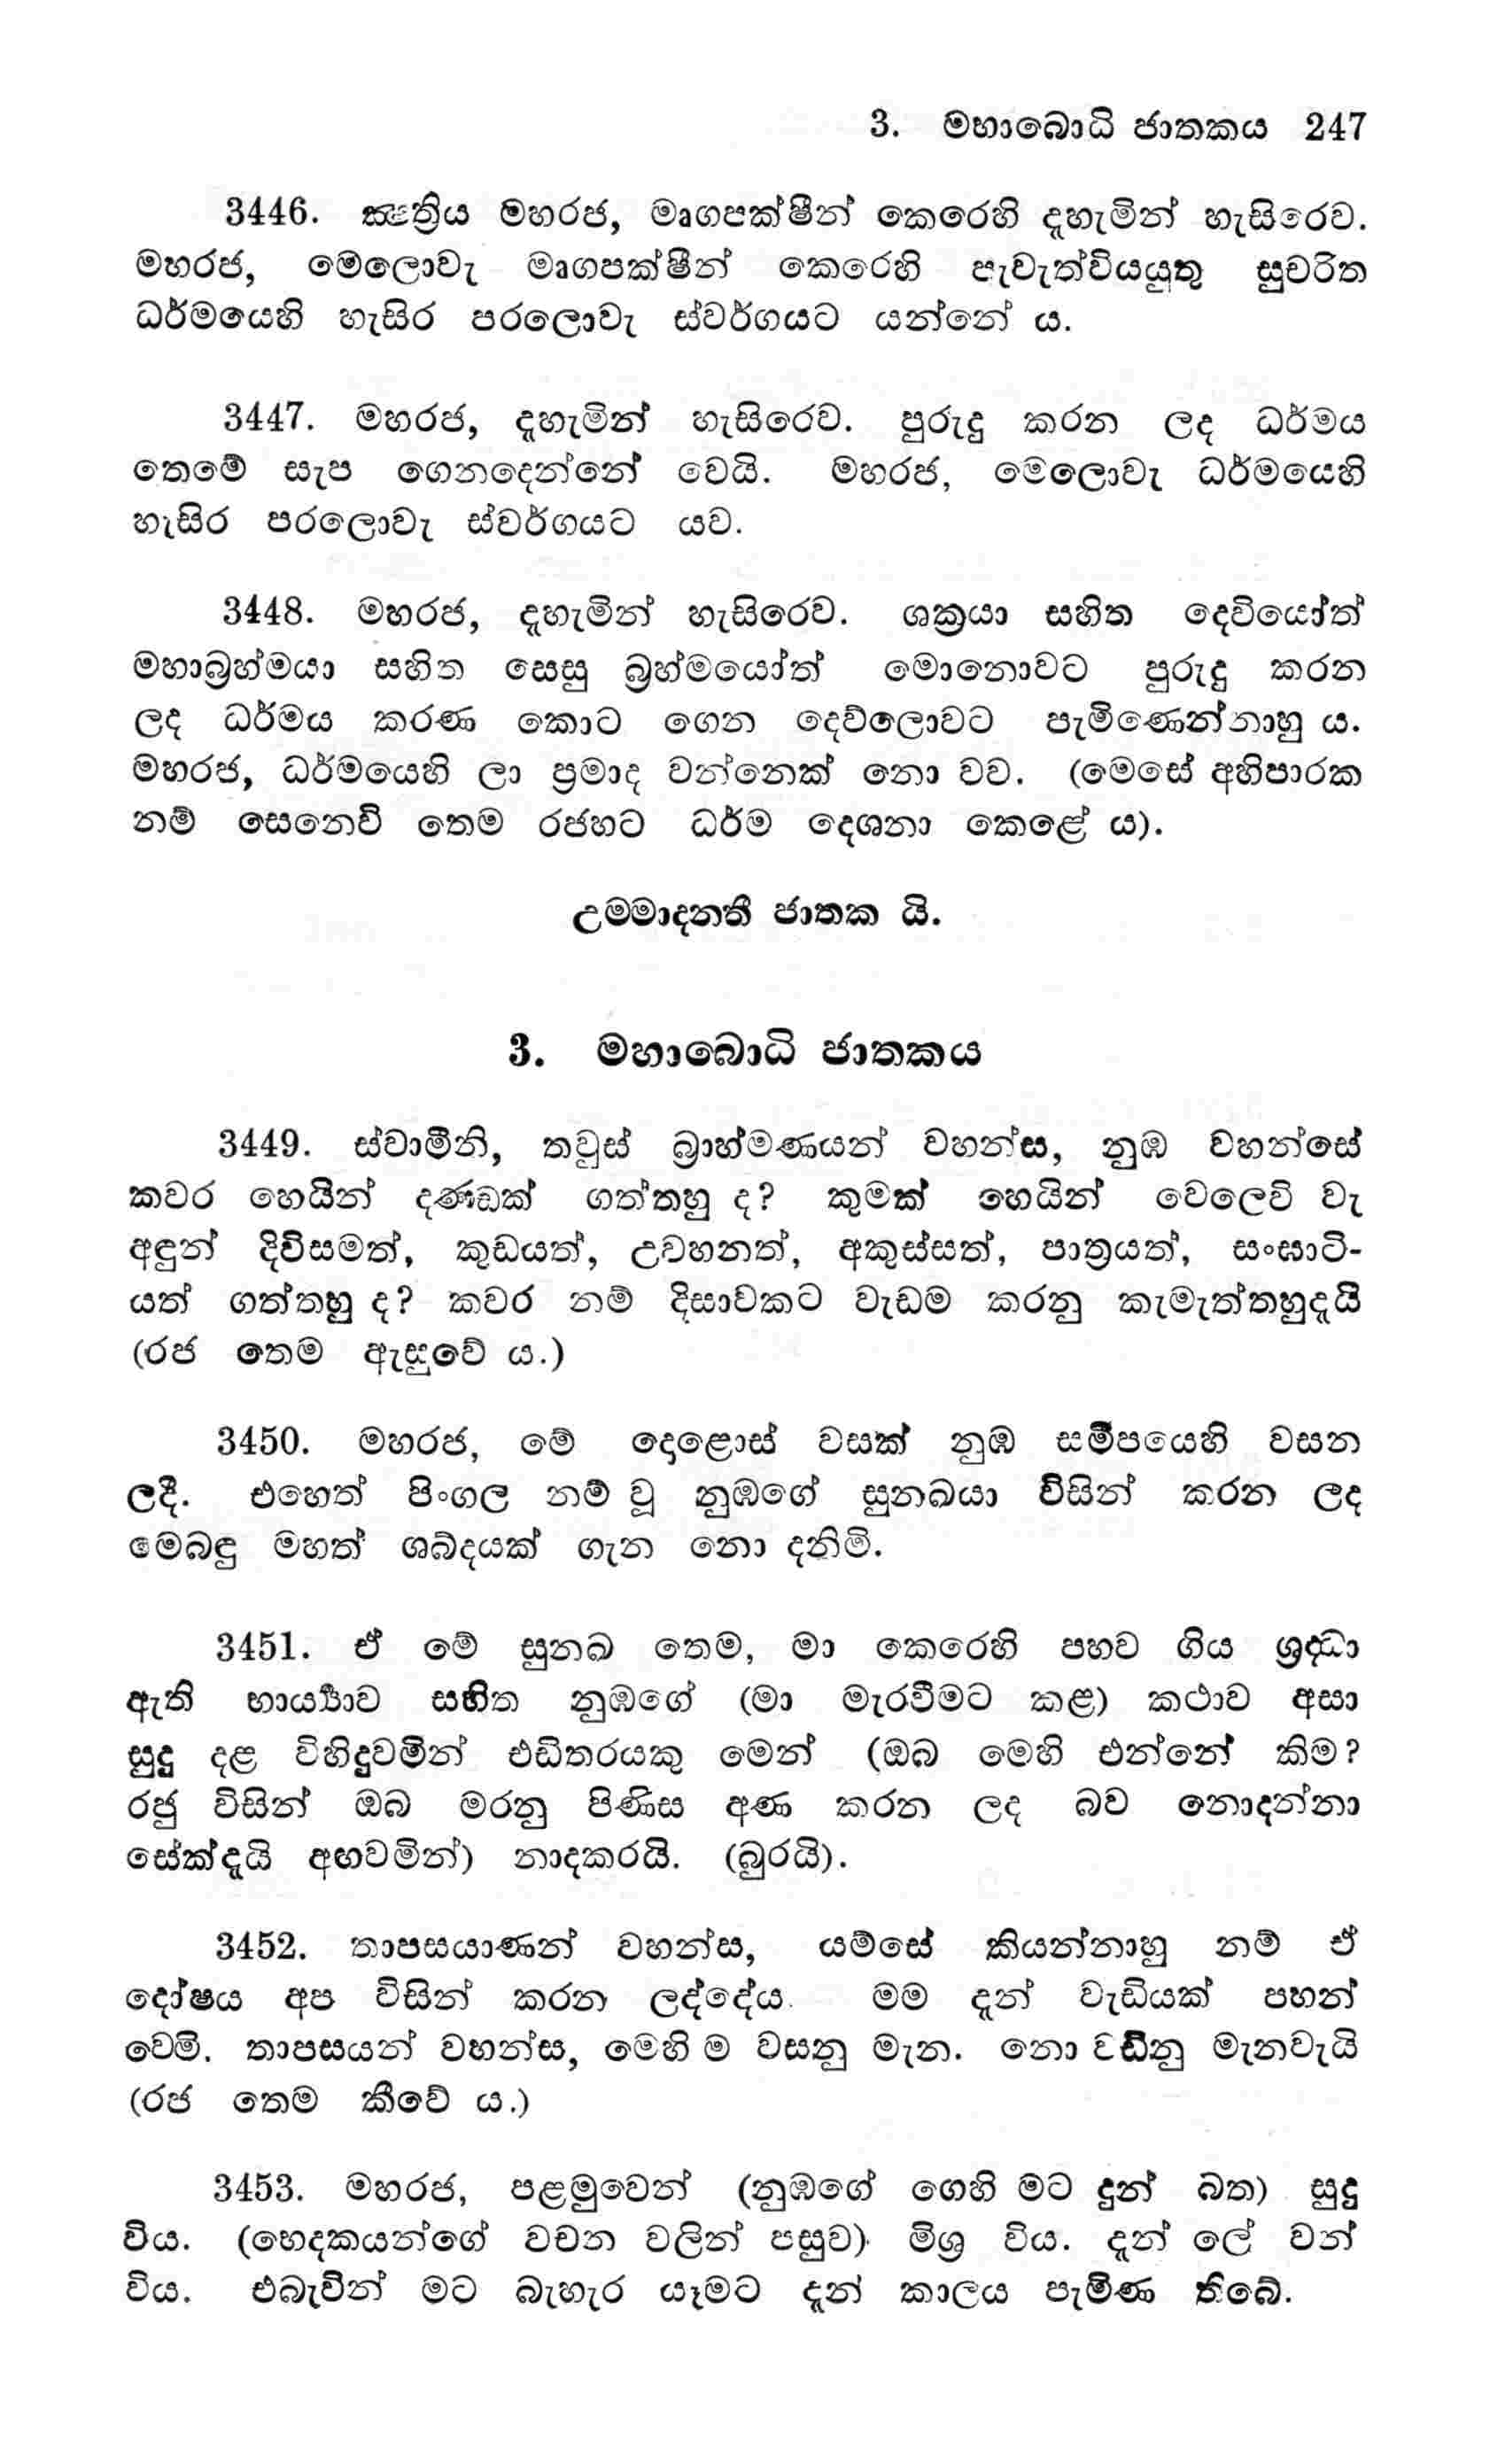 3. මහාබොධි ජාතකය 247
3446. ක්‍ෂත්‍රිය මහරජ, මෘගපක්ෂීන් කෙරෙහි දැහැමින් හැසිරෙව.
මහරජ, මෙලොවැ මෘගපක්ෂීන් කෙරෙහි පැවැත්වියයුතු සුචරිත
ධර්මයෙහි හැසිර පරලොවැ ස්වර්ගයට යන්නේ ය.
3447. මහරජ, දැහැමින් හැසිරෙව. පුරුදු කරන ලද ධර්මය
තෙමේ සැප ගෙනදෙන්නේ වෙයි. මහරජ, මෙලොවැ ධර්මයෙහි
හැසිර පරලොවැ ස්වර්ගයට යව.
3448. මහරජ, දැහැමින් හැසිරෙව. ශක්‍රයා සහිත දෙවියෝත්
මහාබ්‍රහ්මයා සහිත සෙසු බ්‍රහ්මයෝත් මොනොවට පුරුදු කරන
ලද ධර්මය කරණ කොට ගෙන දෙව්ලොවට පැමිණෙන්නාහු ය.
මහරජ, ධර්මයෙහි ලා ප්‍රමාද වන්නෙක් නො වව. (මෙසේ අහිපාරක
නම් සෙනෙවි තෙම රජහට ධර්ම දෙශනා කෙළේ ය).
උම්මාදනති ජාතක යි.
3. මහාබොධි ජාතකය
3449. ස්වාමීනි, තවුස් බ්‍රාහ්මණයන් වහන්ස, නුඹ වහන්සේ
කවර හෙයින් දණ්ඩක් ගත්තහු ද? කුමක් හෙයින් වෙලෙවි වැ
අඳුන් දිවිසමත්, කුඩයත්, උවහනත්, අකුස්සත්, පාත්‍රයත්, සංඝාටි-
යත් ගත්තහු ද? කවර නම් දිසාවකට වැඩම කරනු කැමැත්තහුදැයි
(රජ තෙම ඇසුවේ ය.)
3450. මහරජ, මේ දොළොස් වසක් නුඹ සමීපයෙහි වසන
ලදී. එහෙත් පිංගල නම් වූ නුඹගේ සුනඛයා විසින් කරන ලද
මෙබඳු මහත් ශබ්දයක් ගැන නො දනිමි.
3451. ඒ මේ සුනඛ තෙම, මා කෙරෙහි පහව ගිය ශ්‍රද්ධා
ඇති භාර්‍ය්‍යාව සහිත නුඹගේ (මා මැරවීමට කළ) කථාව අසා
සුදු දළ විහිදුවමින් එඩිතරයකු මෙන් (ඔබ මෙහි එන්නේ කිම?
රජු විසින් ඔබ මරනු පිණිස අණ කරන ලද බව නොදන්නා
සේක්දැයි අඟවමින්) නාදකරයි. (බුරයි).
3452. තාපසයාණන් වහන්ස, යම්සේ කියන්නාහු නම් ඒ
දෝෂය අප විසින් කරන ලද්දේය. මම දැන් වැඩියක් පහන්
වෙමි. තාපසයන් වහන්ස, මෙහි ම වසනු මැන. නො වඩිනු මැනවැයි
(රජ තෙම කීවේ ය.)
3453. මහරජ, පළමුවෙන් (නුඹගේ ගෙහි මට දුන් බත) සුදු
විය. (භෙදකයන්ගේ වචන වලින් පසුව) මිශ්‍ර විය. දැන් ලේ වන්
විය. එබැවින් මට බැහැර යෑමට දැන් කාලය පැමිණ තිබේ.